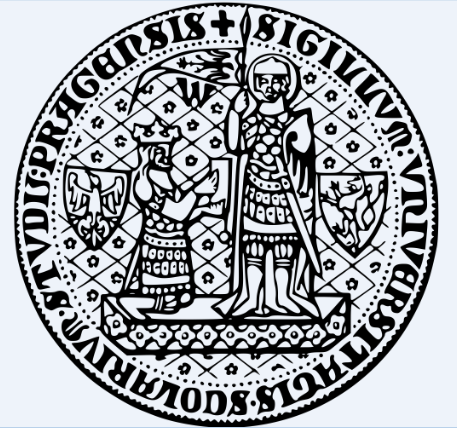 + SIGILLVM : VNIVERSITATIS · SCOLARIVM · STVDII : PRAGENSIS